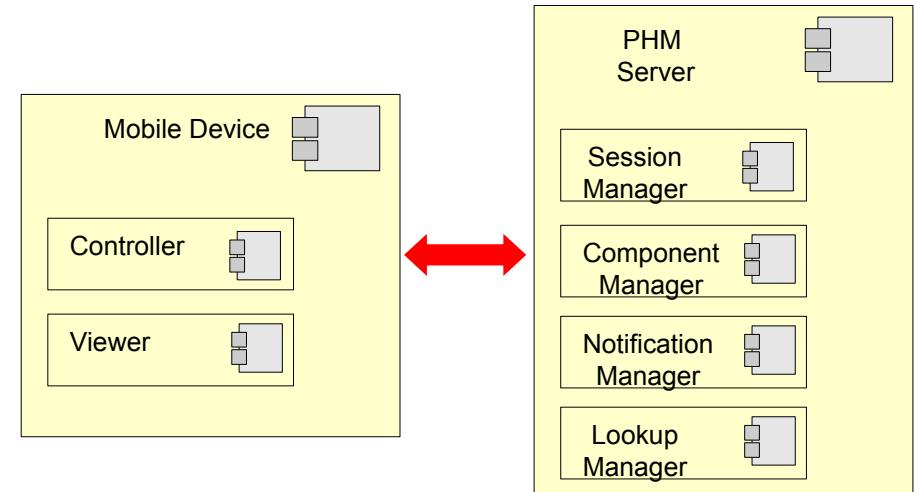 Mobile Device
Controller
Viewer
PHM
Server
Session
Manager
Component
Manager
Notification
Manager
Lookup
Manager